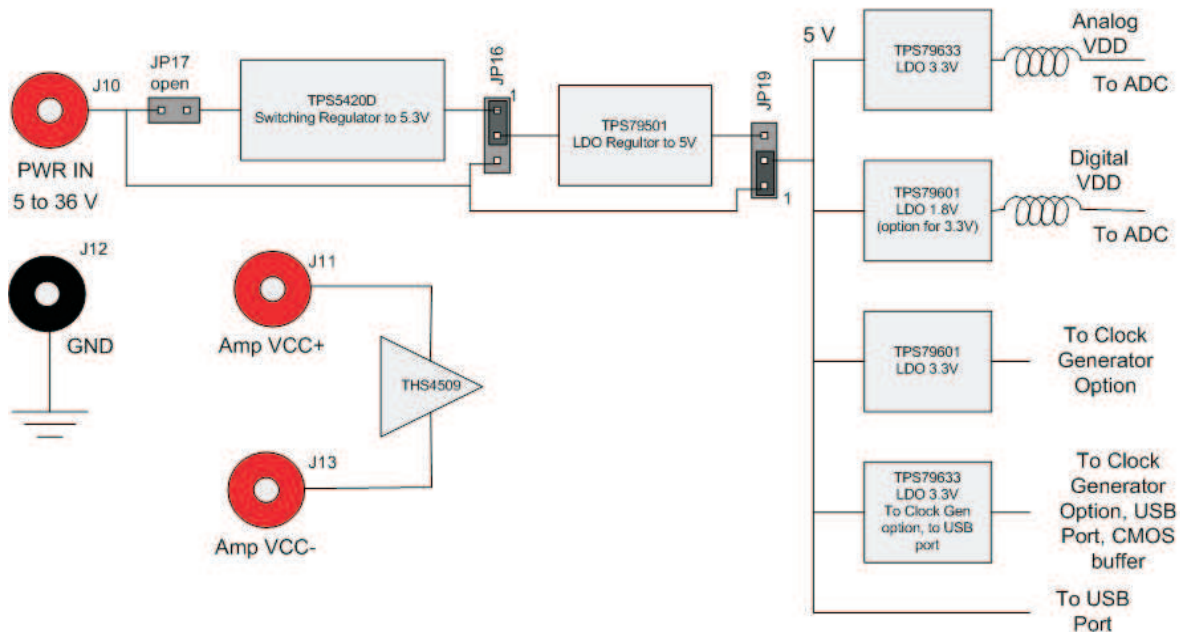 J10
PWR IN
5 to 36 V
JP17
open
TPS5420D
Switching Regulator to 5.3V
JP16
1
TPS79501
LDO Regultor to 5V
JP19
1
5 V
TPS79633
LDO 3.3V
Analog
VDD
To ADC
TPS79601
LDO 1.8V
(option for 3.3V)
Digital
VDD
To ADC
J12
GND
J11
Amp VCC+
THS4509
J13
Amp VCC-
TPS79601
LDO 3.3V
To Clock
Generator
Option
TPS79633
LDO 3.3V
To Clock Gen
option, to USB
port
To Clock
Generator
Option, USB
Port, CMOS
buffer
To USB
Port